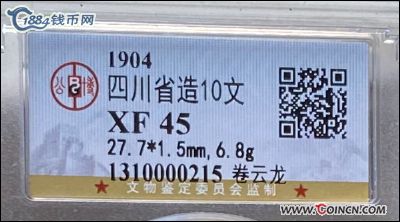 1884钱币网
1904
公博
四川省造10文
XF 45
27.7*1.5mm, 6.8g
1310000215 卷云龙
★ 文物鉴定委员会监制 ★
www.COINCN.com